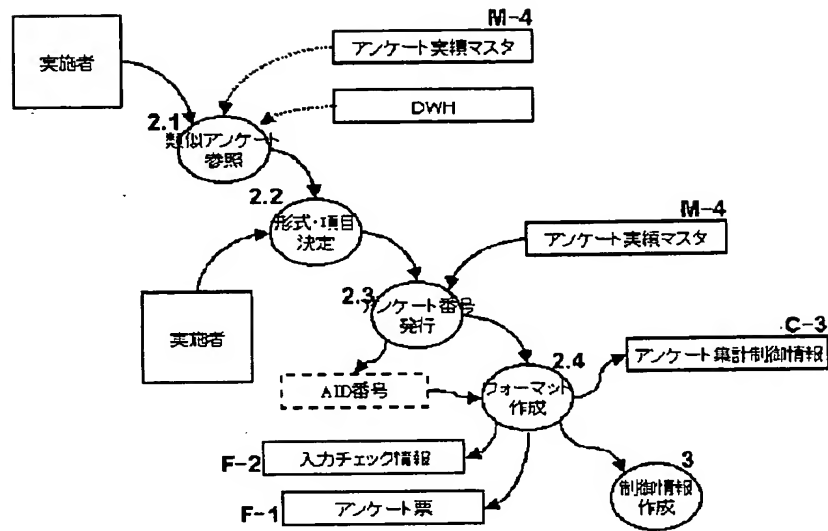 M-4
実施者
アンケート実績マスタ
DWH
2.1
類似アンケート
参照
2.2
形式・項目
決定
M-4
アンケート実績マスタ
2.3
アンケート番号
発行
実施者
C-3
アンケート集計制御情報
2.4
フォーマット
作成
AID番号
F-2
入力チェック情報
3
制御情報
作成
F-1
アンケート票